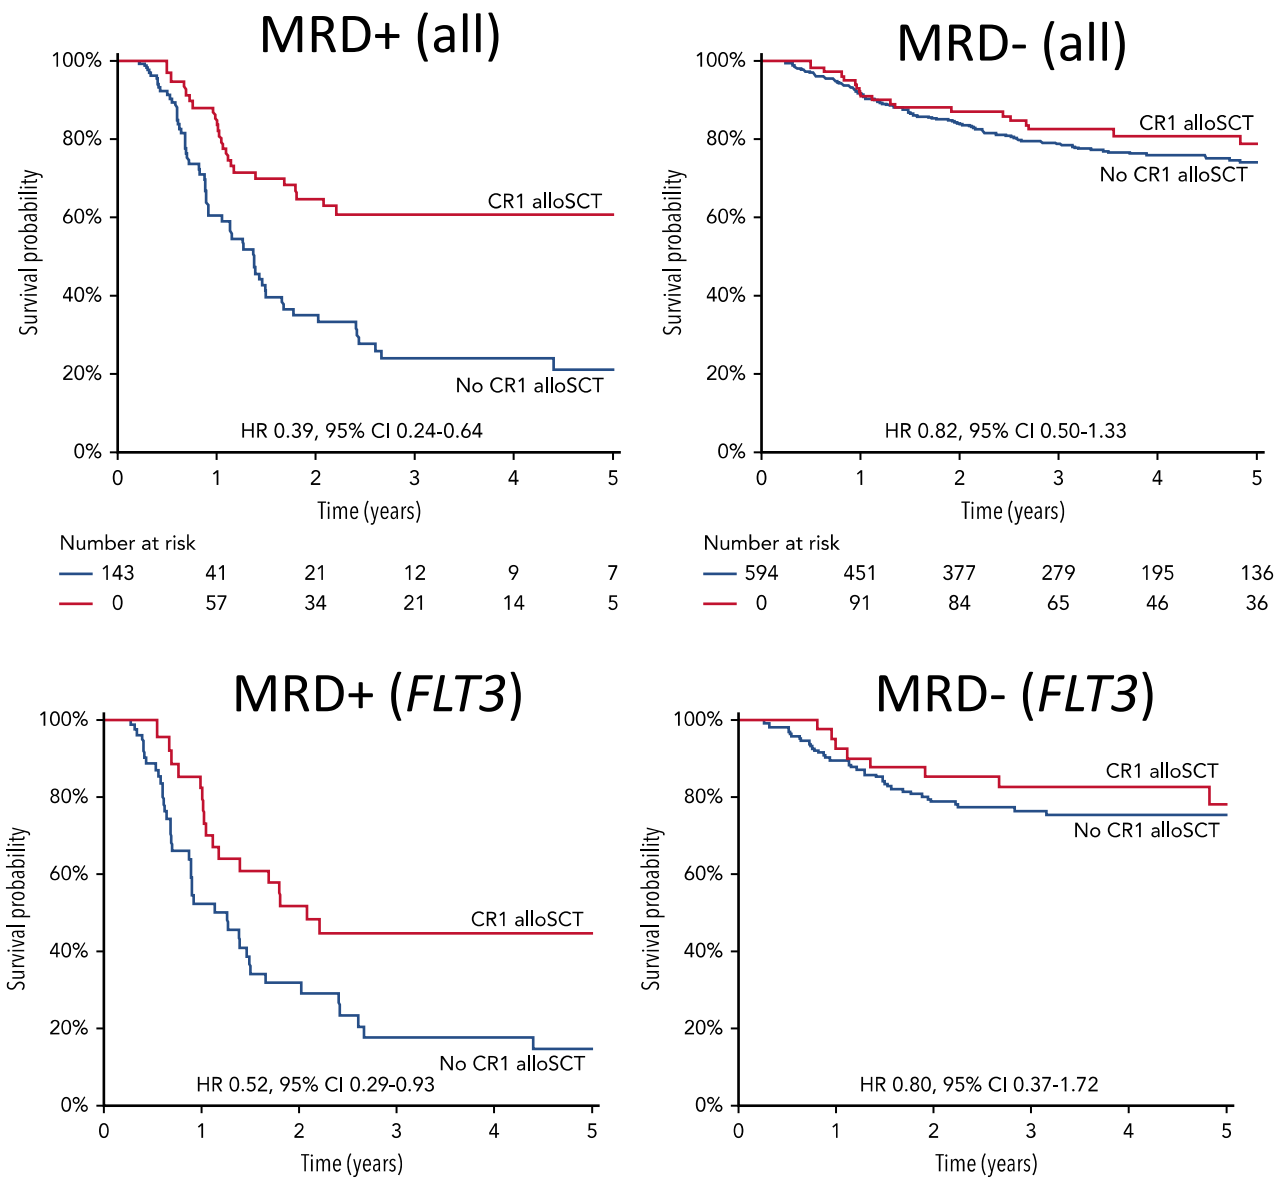 MRD+ (all)
100%
80%
60%
40%
20%
0%
Survival probability
CR1 alloSCT
No CR1 alloSCT
HR 0.39, 95% CI 0.24-0.64
0 1 2 3 4 5
Time (years)
Number at risk
143 41 21 12 9 7
0 57 34 21 14 5
MRD- (all)
100%
80%
60%
40%
20%
0%
Survival probability
CR1 alloSCT
No CR1 alloSCT
HR 0.82, 95% CI 0.50-1.33
0 1 2 3 4 5
Time (years)
Number at risk
594 451 377 279 195 136
0 91 84 65 46 36
MRD+ (FLT3)
100%
80%
60%
40%
20%
0%
Survival probability
CR1 alloSCT
No CR1 alloSCT
HR 0.52, 95% CI 0.29-0.93
0 1 2 3 4 5
Time (years)
MRD- (FLT3)
100%
80%
60%
40%
20%
0%
Survival probability
CR1 alloSCT
No CR1 alloSCT
HR 0.80, 95% CI 0.37-1.72
0 1 2 3 4 5
Time (years)